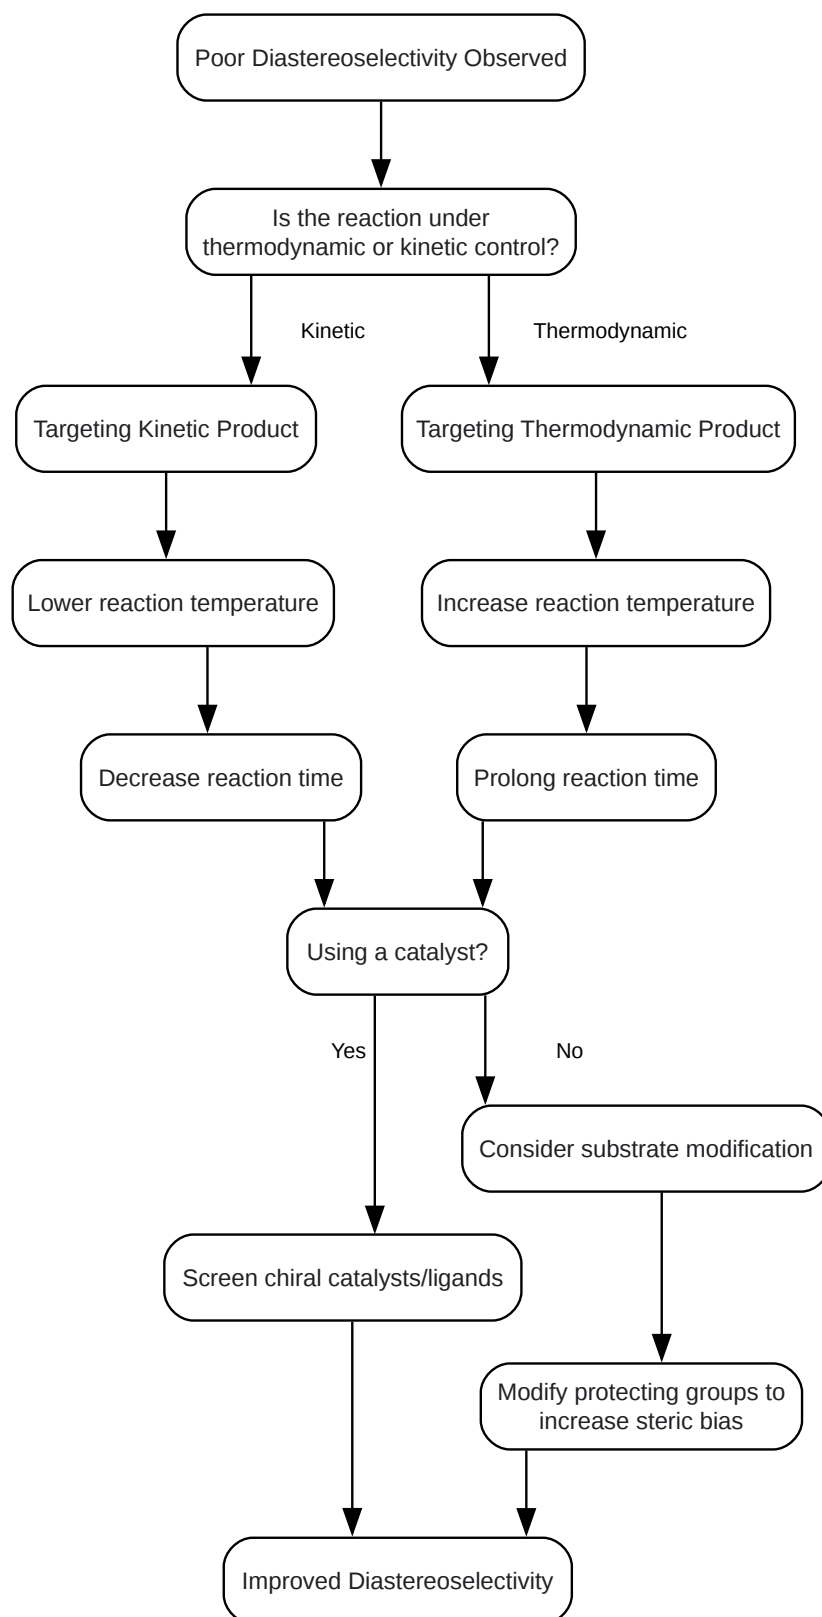 Poor Diastereoselectivity Observed
Is the reaction under
thermodynamic or kinetic control?
Kinetic
Thermodynamic
Targeting Kinetic Product
Targeting Thermodynamic Product
Lower reaction temperature
Increase reaction temperature
Decrease reaction time
Prolong reaction time
Using a catalyst?
Yes
No
Consider substrate modification
Screen chiral catalysts/ligands
Modify protecting groups to
increase steric bias
Improved Diastereoselectivity